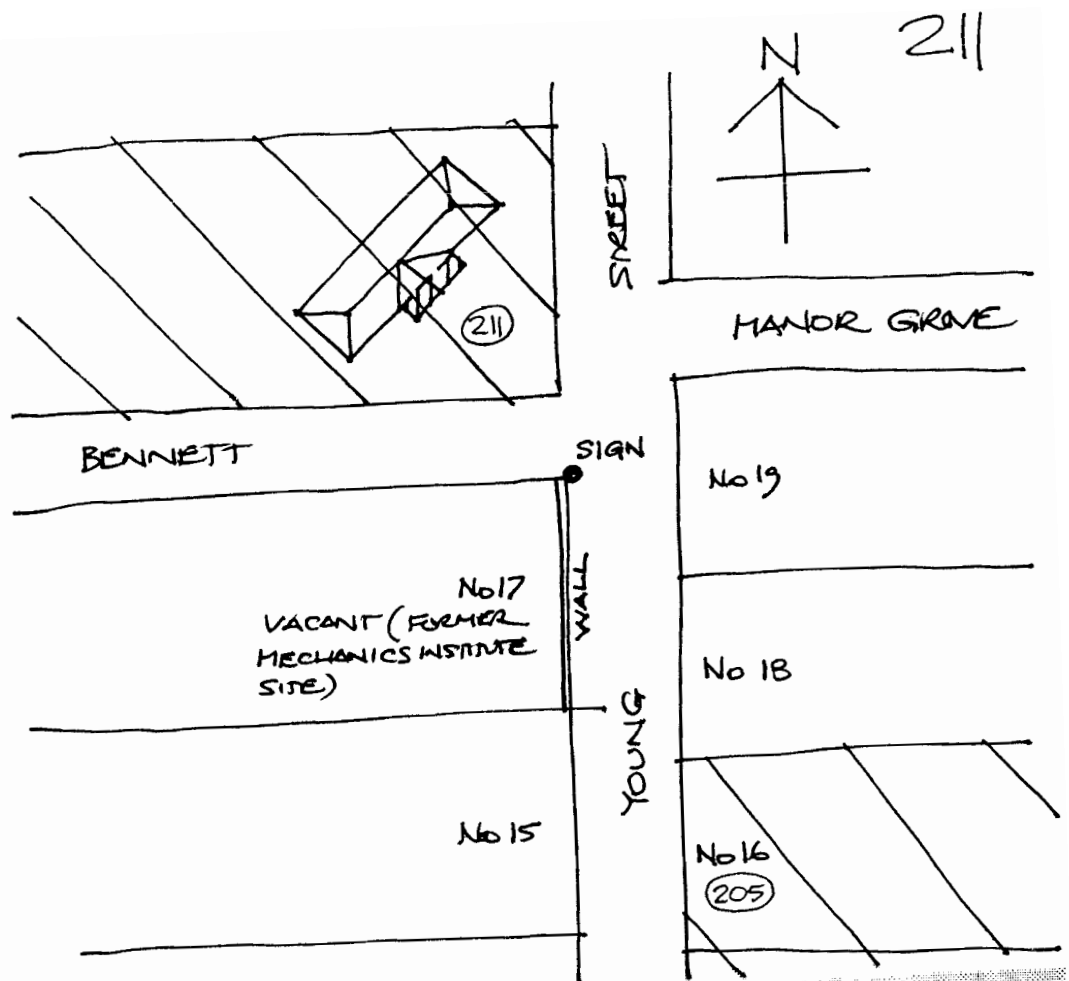 211
N
STREET
MANOR GROVE
211
BENNETT
SIGN
No 19
WALL
No 17
VACANT (FORMER
MECHANICS INSTITUTE
SITE)
No 18
YOUNG
No 15
No 16
205